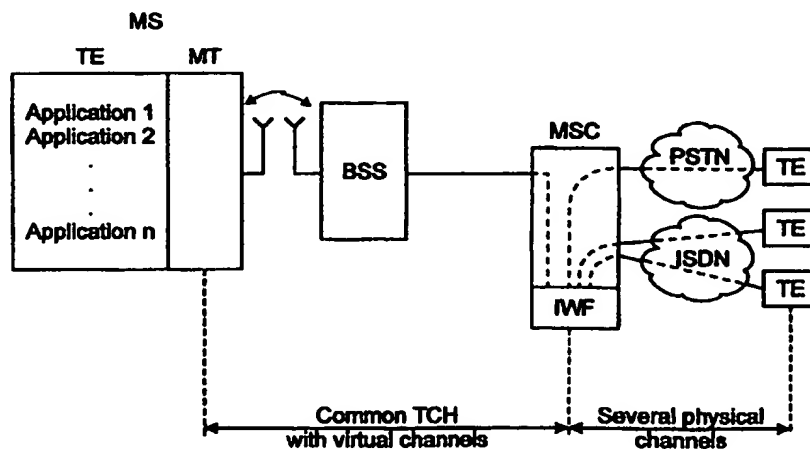 MS
TE MT
Application 1
Application 2
.
.
.
Application n
BSS
MSC
IWF
PSTN
ISDN
TE
TE
TE
Common TCH
with virtual channels
Several physical
channels